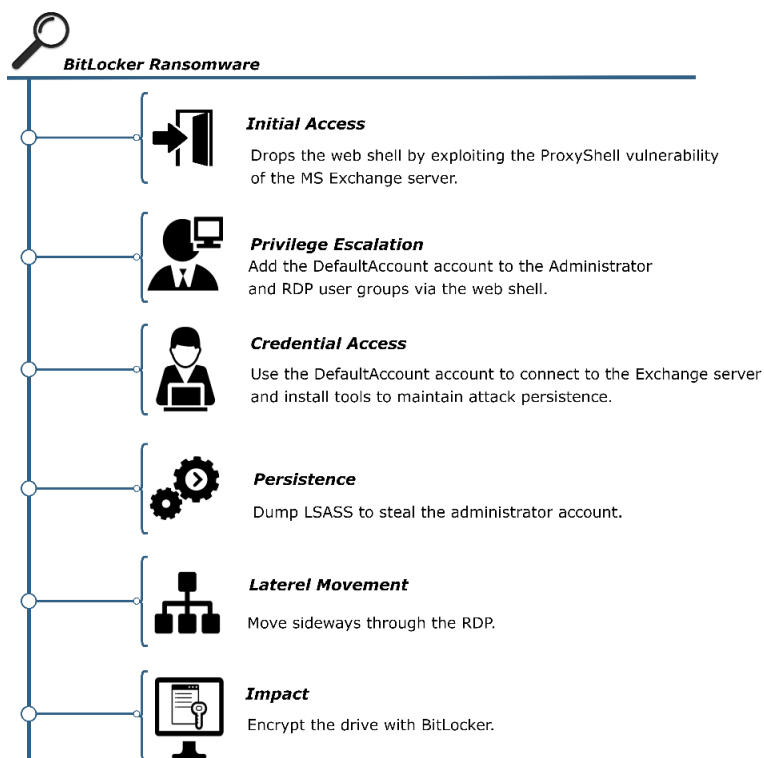 BitLocker Ransomware
Initial Access
Drops the web shell by exploiting the ProxyShell vulnerability
of the MS Exchange server.
Privilege Escalation
Add the DefaultAccount account to the Administrator
and RDP user groups via the web shell.
Credential Access
Use the DefaultAccount account to connect to the Exchange server
and install tools to maintain attack persistence.
Persistence
Dump LSASS to steal the administrator account.
Laterel Movement
Move sideways through the RDP.
Impact
Encrypt the drive with BitLocker.